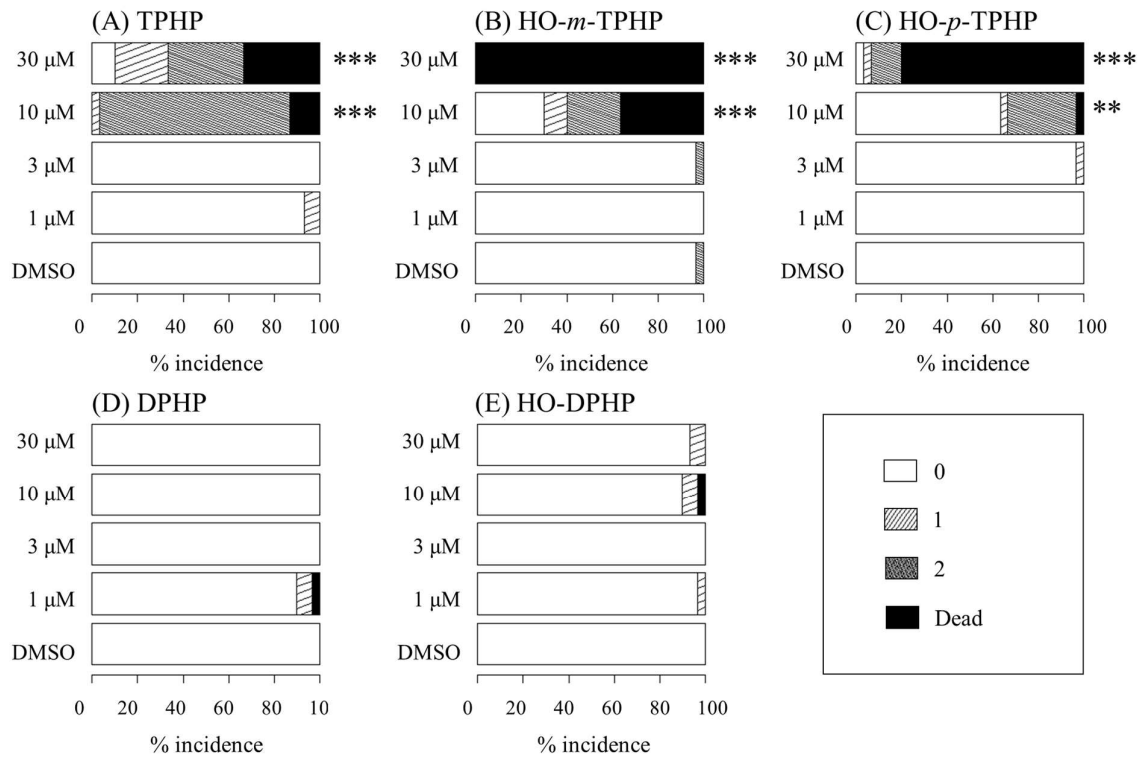 (A) TPHP
30 μM
***
10 μM
***
3 μM
1 μM
DMSO
0 20 40 60 80 100
% incidence
(B) HO-m-TPHP
30 μM
***
10 μM
***
3 μM
1 μM
DMSO
0 20 40 60 80 100
% incidence
(C) HO-p-TPHP
30 μM
***
10 μM
**
3 μM
1 μM
DMSO
0 20 40 60 80 100
% incidence
(D) DPHP
30 μM
10 μM
3 μM
1 μM
DMSO
0 20 40 60 80 10
% incidence
(E) HO-DPHP
30 μM
10 μM
3 μM
1 μM
DMSO
0 20 40 60 80 100
% incidence
0
1
2
Dead